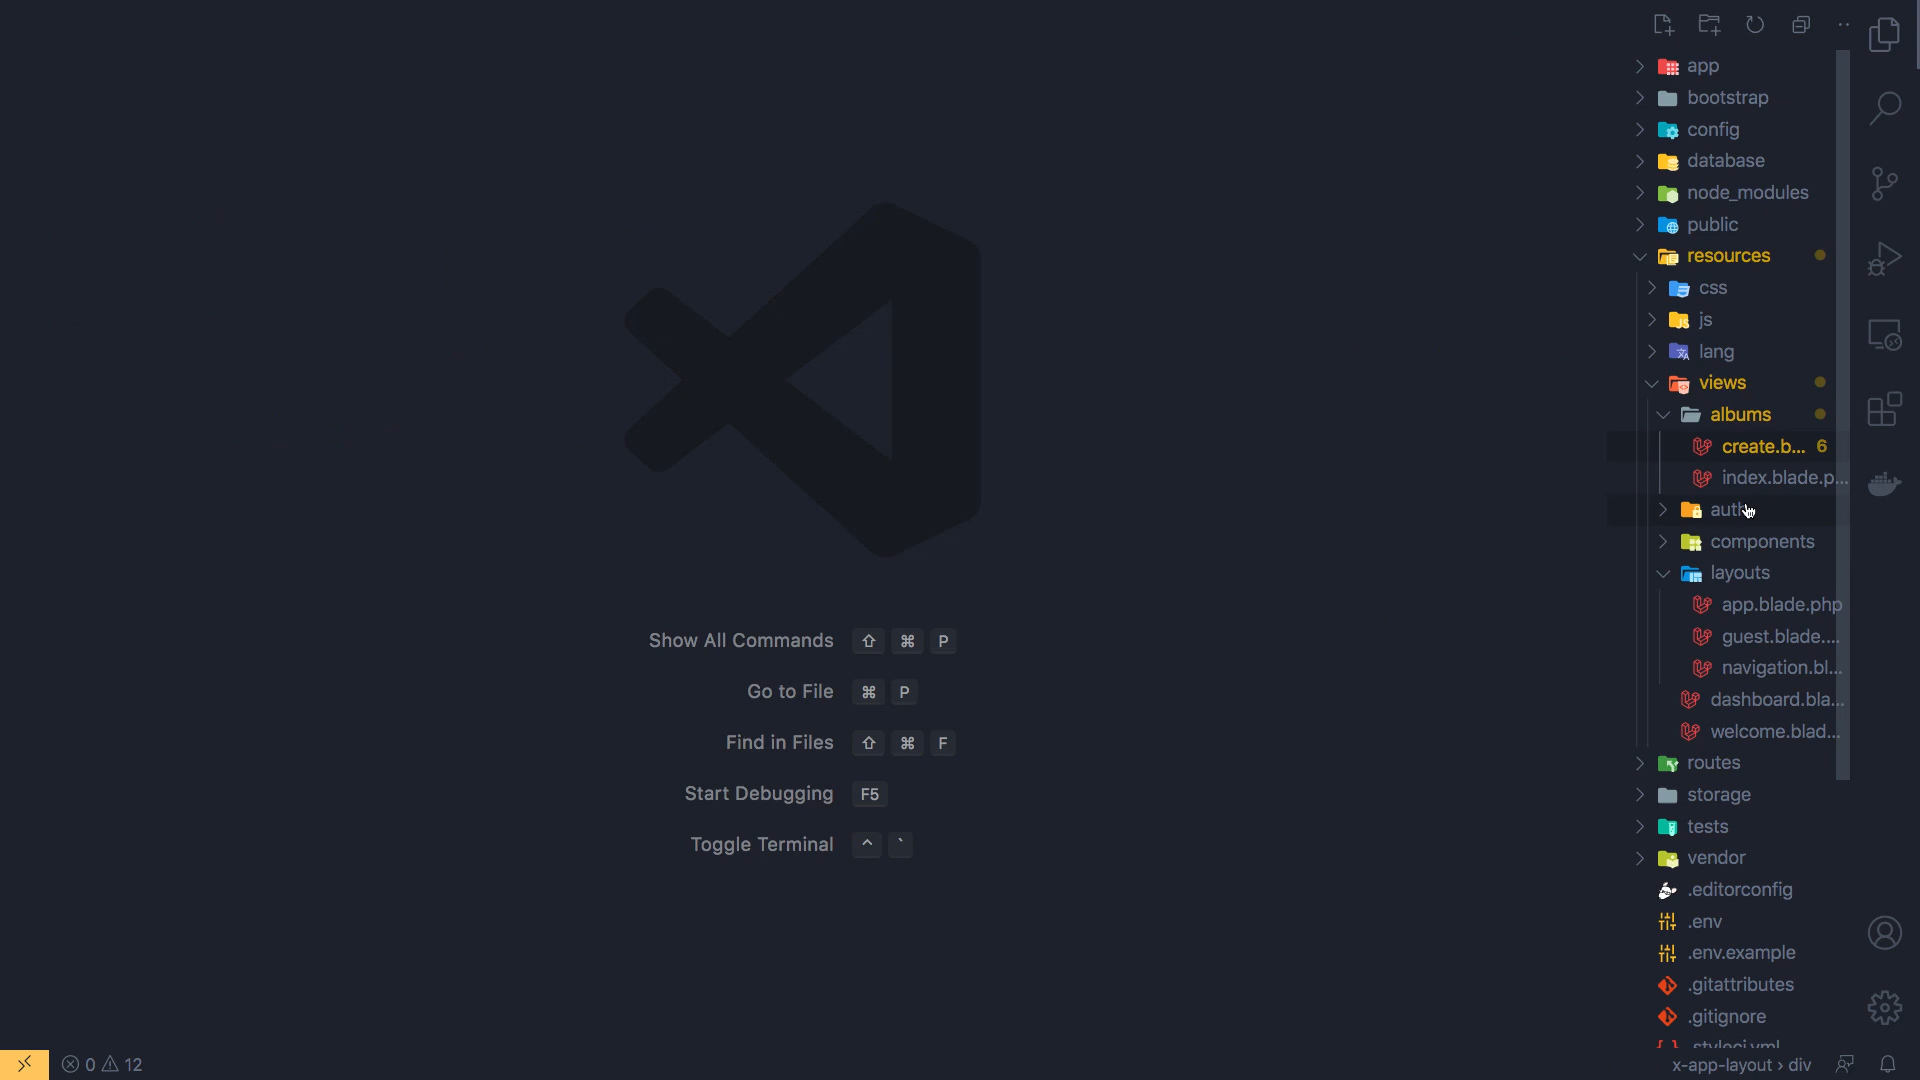 app
bootstrap
config
database
node_modules
public
resources
css
js
lang
views
albums
create.b... 6
index.blade.p...
auth
components
layouts
app.blade.php
guest.blade....
navigation.bl...
dashboard.bla...
welcome.blad...
routes
storage
tests
vendor
.editorconfig
.env
.env.example
.gitattributes
.gitignore
.styleci.yml
Show All Commands ⇧ ⌘ P
Go to File ⌘ P
Find in Files ⇧ ⌘ F
Start Debugging F5
Toggle Terminal ^ `
0 12
x-app-layout › div